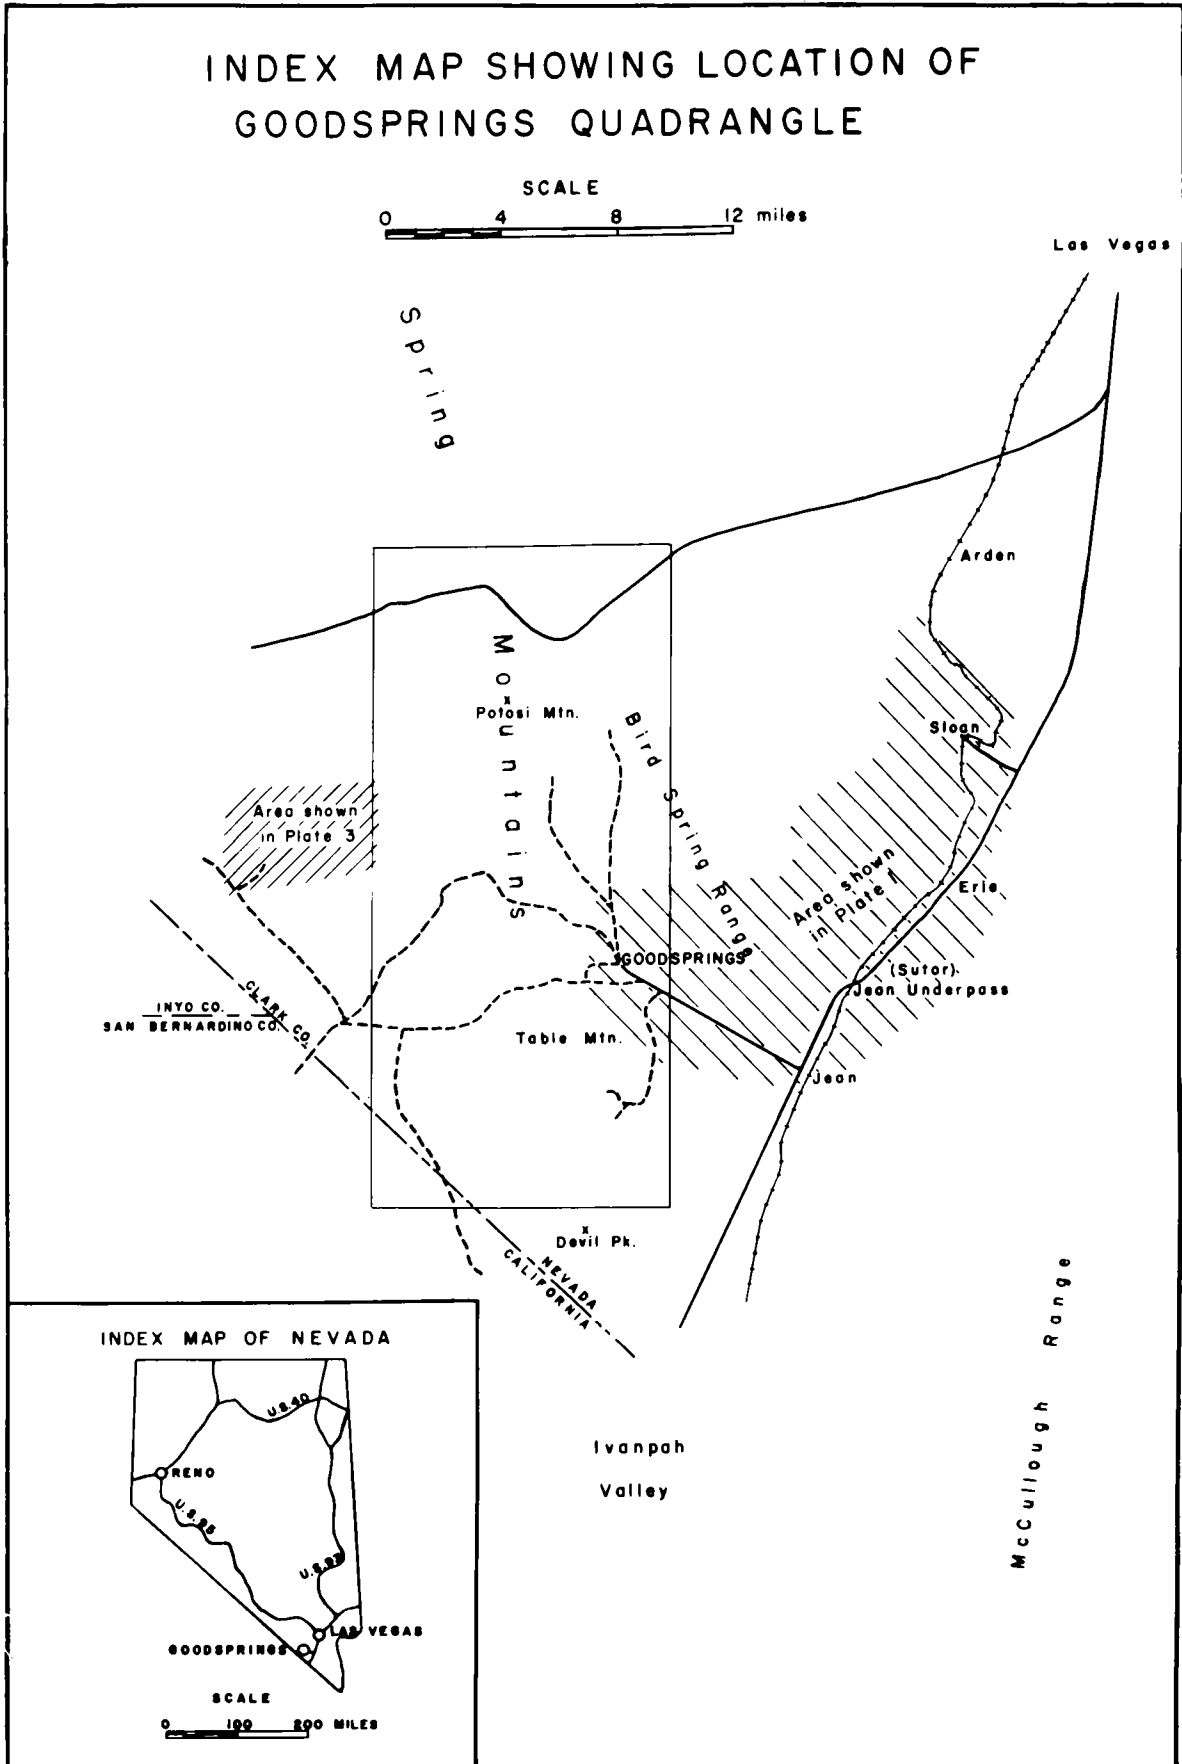 INDEX MAP SHOWING LOCATION OF
GOODSPRINGS QUADRANGLE
SCALE
0 4 8 12 miles
Las Vegas
Spring
Arden
Mountains
x
Potosi Mtn.
Bird Spring Range
Sloan
Area shown
in Plate 3
Area shown
in Plate 1
Erie
GOODSPRINGS
(Sutor)
Jean Underpass
INYO CO.
SAN BERNARDINO CO.
CLARK CO.
Table Mtn.
Jean
x
Devil Pk.
NEVADA
CALIFORNIA
McCullough Range
Ivanpah
Valley
INDEX MAP OF NEVADA
U.S.40
RENO
U.S.95
U.S.93
LAS VEGAS
GOODSPRINGS
SCALE
0 100 200 MILES